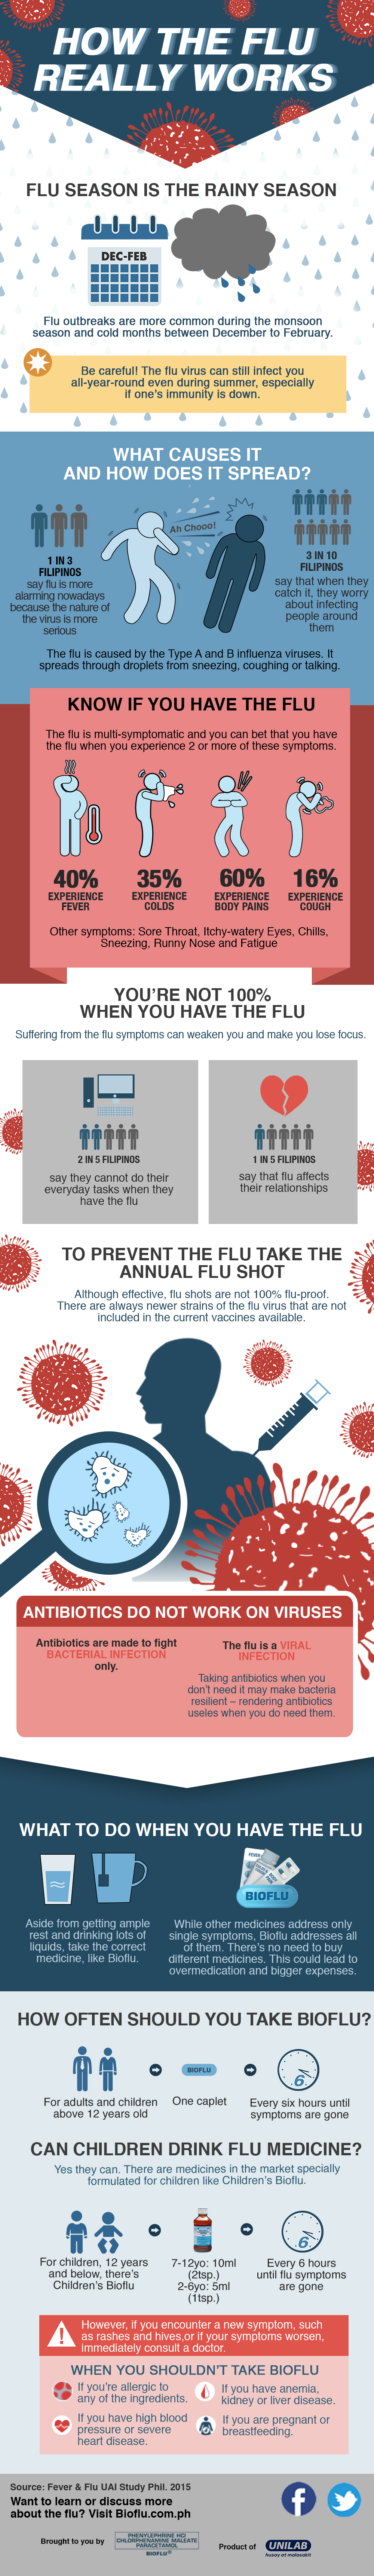 HOW THE FLU
REALLY WORKS
FLU SEASON IS THE RAINY SEASON
DEC-FEB
Flu outbreaks are more common during the monsoon
season and cold months between December to February.
Be careful! The flu virus can still infect you
all-year-round even during summer, especially
if one's immunity is down.
WHAT CAUSES IT
AND HOW DOES IT SPREAD?
Ah Chooo!
1 IN 3
FILIPINOS
say flu is more
alarming nowadays
because the nature of
the virus is more
serious
3 IN 10
FILIPINOS
say that when they
catch it, they worry
about infecting
people around
them
The flu is caused by the Type A and B influenza viruses. It
spreads through droplets from sneezing, coughing or talking.
KNOW IF YOU HAVE THE FLU
The flu is multi-symptomatic and you can bet that you have
the flu when you experience 2 or more of these symptoms.
40%
EXPERIENCE
FEVER
35%
EXPERIENCE
COLDS
60%
EXPERIENCE
BODY PAINS
16%
EXPERIENCE
COUGH
Other symptoms: Sore Throat, Itchy-watery Eyes, Chills,
Sneezing, Runny Nose and Fatigue
YOU'RE NOT 100%
WHEN YOU HAVE THE FLU
Suffering from the flu symptoms can weaken you and make you lose focus.
2 IN 5 FILIPINOS
say they cannot do their
everyday tasks when they
have the flu
1 IN 5 FILIPINOS
say that flu affects
their relationships
TO PREVENT THE FLU TAKE THE
ANNUAL FLU SHOT
Although effective, flu shots are not 100% flu-proof.
There are always newer strains of the flu virus that are not
included in the current vaccines available.
ANTIBIOTICS DO NOT WORK ON VIRUSES
Antibiotics are made to fight
BACTERIAL INFECTION
only.
The flu is a VIRAL
INFECTION
Taking antibiotics when you
don't need it may make bacteria
resilient – rendering antibiotics
useles when you do need them.
WHAT TO DO WHEN YOU HAVE THE FLU
BIOFLU
Aside from getting ample
rest and drinking lots of
liquids, take the correct
medicine, like Bioflu.
While other medicines address only
single symptoms, Bioflu addresses all
of them. There's no need to buy
different medicines. This could lead to
overmedication and bigger expenses.
HOW OFTEN SHOULD YOU TAKE BIOFLU?
BIOFLU
6
For adults and children
above 12 years old
One caplet
Every six hours until
symptoms are gone
CAN CHILDREN DRINK FLU MEDICINE?
Yes they can. There are medicines in the market specially
formulated for children like Children's Bioflu.
6
For children, 12 years
and below, there's
Children's Bioflu
7-12yo: 10ml
(2tsp.)
2-6yo: 5ml
(1tsp.)
Every 6 hours
until flu symptoms
are gone
However, if you encounter a new symptom, such
as rashes and hives,or if your symptoms worsen,
immediately consult a doctor.
WHEN YOU SHOULDN'T TAKE BIOFLU
If you're allergic to
any of the ingredients.
If you have anemia,
kidney or liver disease.
If you have high blood
pressure or severe
heart disease.
If you are pregnant or
breastfeeding.
Source: Fever & Flu UAI Study Phil. 2015
Want to learn or discuss more
about the flu? Visit Bioflu.com.ph
Brought to you by
PHENYLEPHRINE HCl
CHLORPHENAMINE MALEATE
PARACETAMOL
BIOFLU®
Product of
UNILAB
husay at malasakit